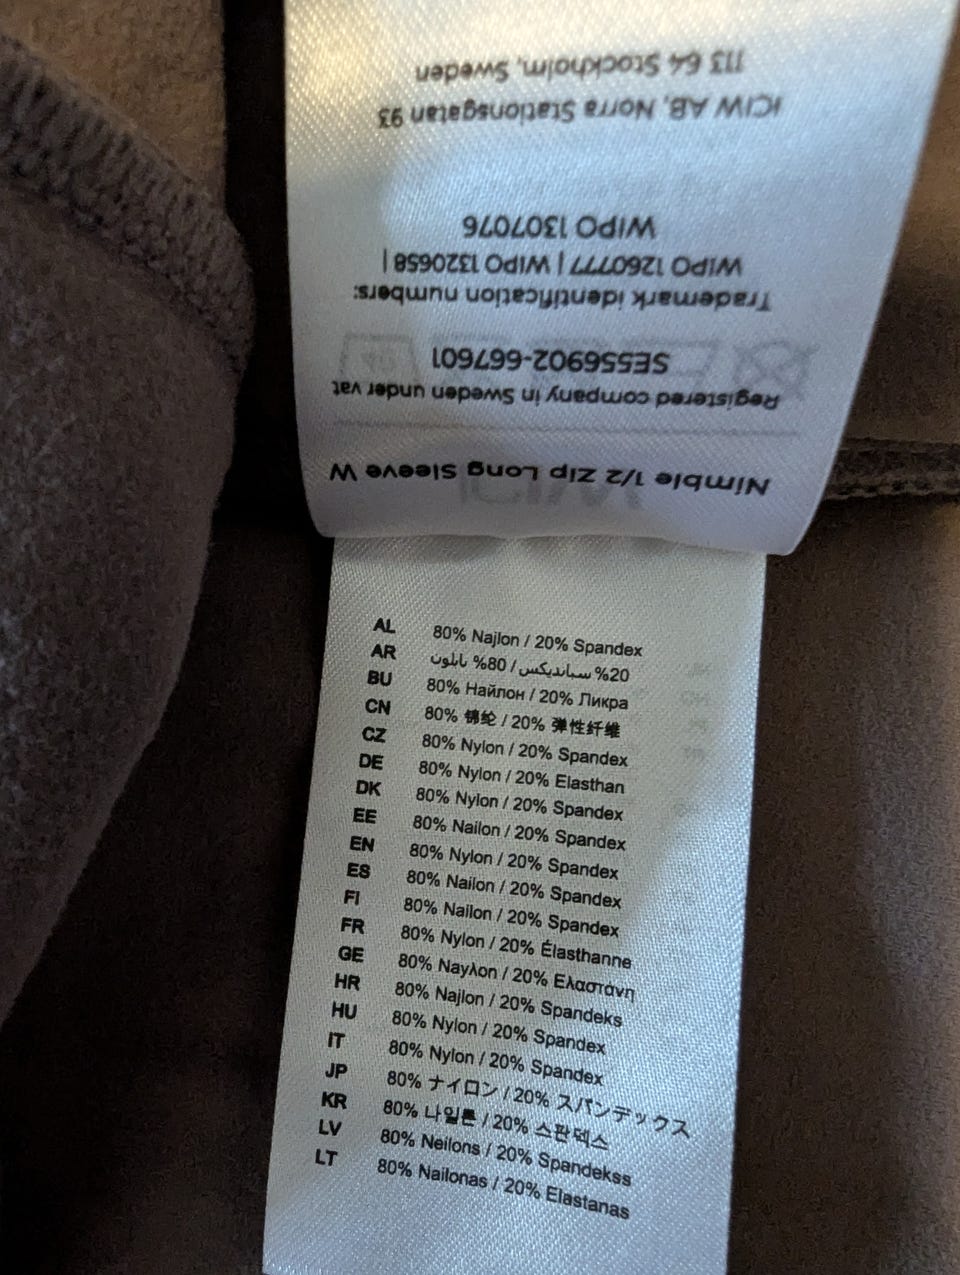 Nimble 1/2 Zip Long Sleeve W
Registered company in Sweden under vat
SE556902-667601
Trademark identification numbers:
WIPO 1260777 | WIPO 1320658 |
WIPO 1307076
ICIW AB, Norra Stationsgatan 93
113 64 Stockholm, Sweden
AL 80% Najlon / 20% Spandex
AR %20 سباندیکس / %80 نایلون
BU 80% Найлон / 20% Ликра
CN 80% 锦纶 / 20% 弹性纤维
CZ 80% Nylon / 20% Spandex
DE 80% Nylon / 20% Elasthan
DK 80% Nylon / 20% Spandex
EE 80% Nailon / 20% Spandex
EN 80% Nylon / 20% Spandex
ES 80% Nailon / 20% Spandex
FI 80% Nailon / 20% Spandex
FR 80% Nylon / 20% Élasthanne
GE 80% Ναγλον / 20% Ελαστανη
HR 80% Najlon / 20% Spandeks
HU 80% Nylon / 20% Spandex
IT 80% Nylon / 20% Spandex
JP 80% ナイロン / 20% スパンデックス
KR 80% 나일론 / 20% 스판덱스
LV 80% Neilons / 20% Spandekss
LT 80% Nailonas / 20% Elastanas